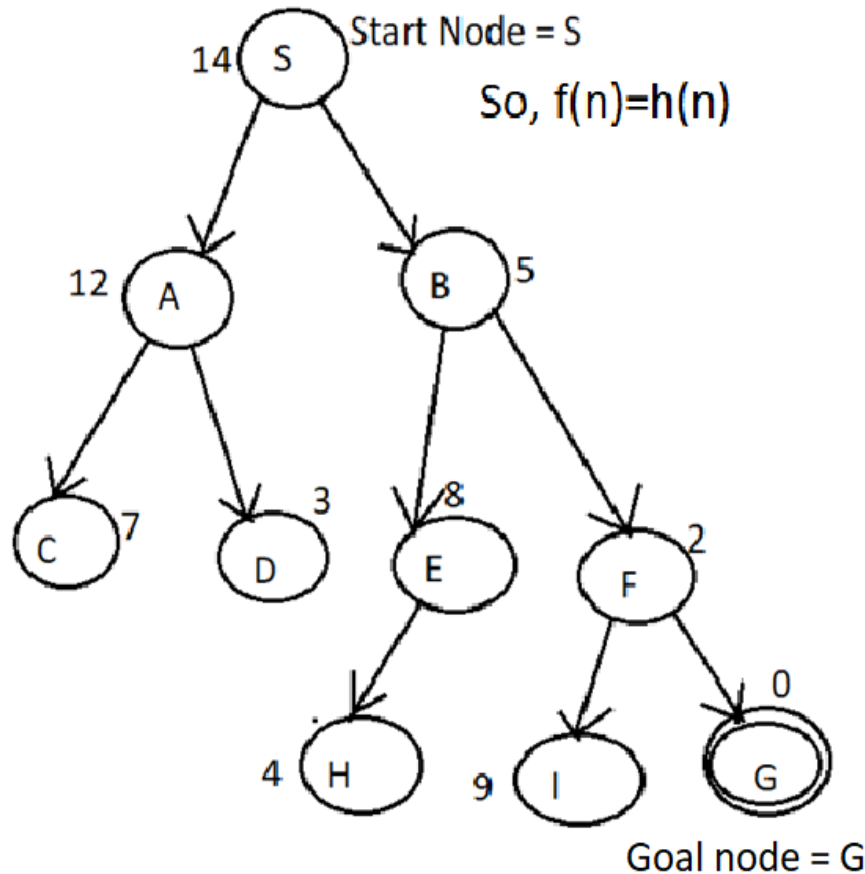 Start Node = S
14 S
So, f(n)=h(n)
12 A
B 5
C 7
D 3
E 8
F 2
4 H
9 I
G 0
Goal node = G